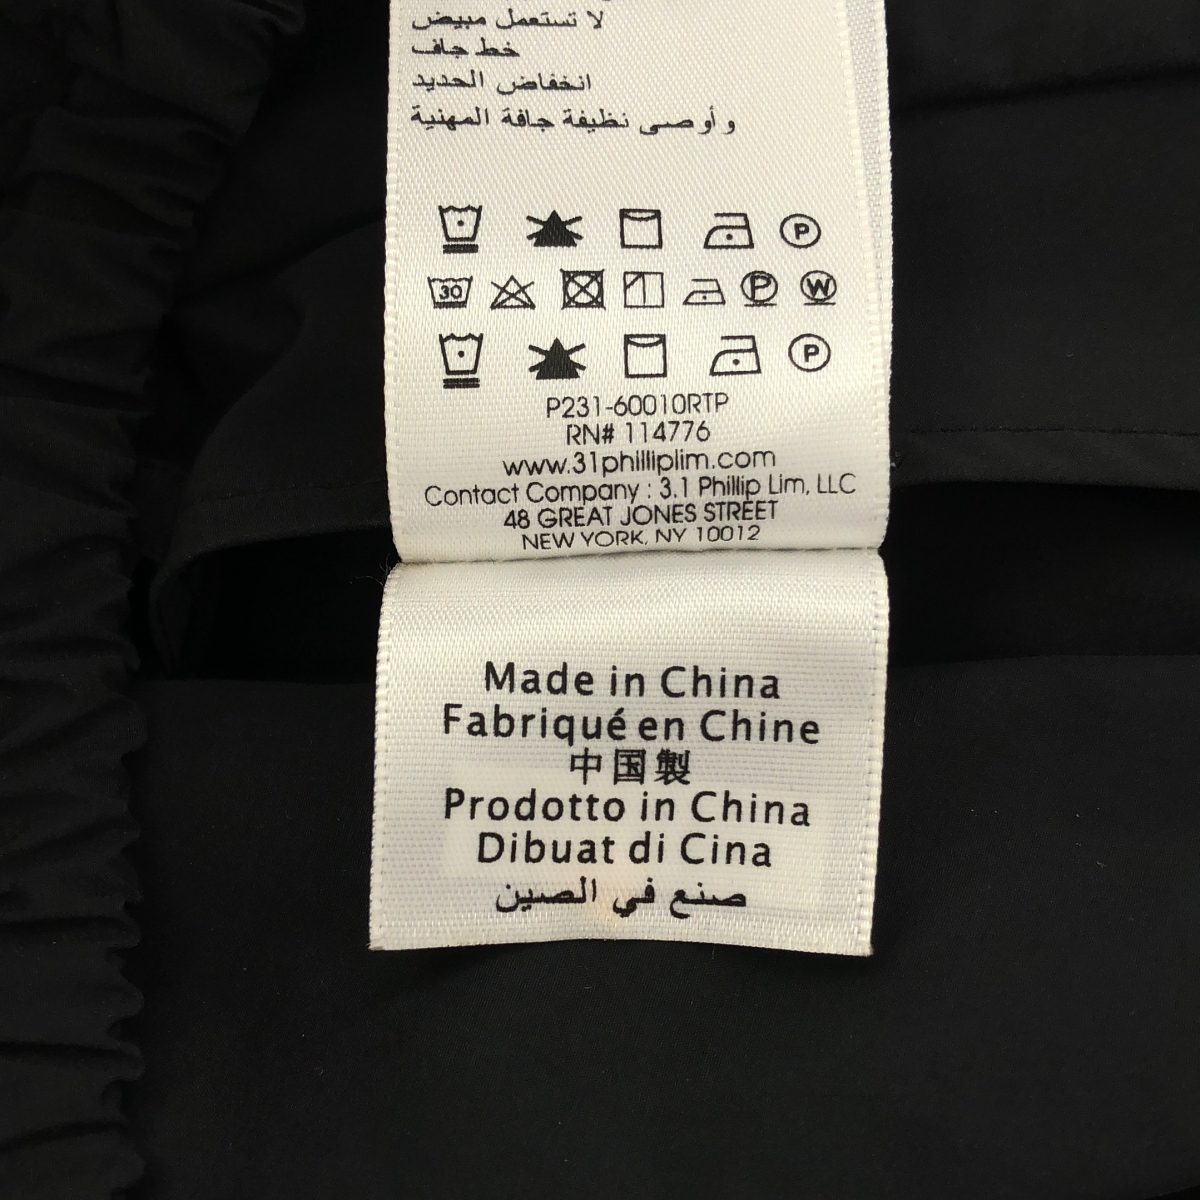 لا تستعمل مبيض
خط جاف
انخفاض الحديد
و أوصى نظيفة جافة المهنية
P
30 P W
P
P231-60010RTP
RN# 114776
www.31philliplim.com
Contact Company : 3.1 Phillip Lim, LLC
48 GREAT JONES STREET
NEW YORK, NY 10012
Made in China
Fabriqué en Chine
中国製
Prodotto in China
Dibuat di Cina
صنع في الصين